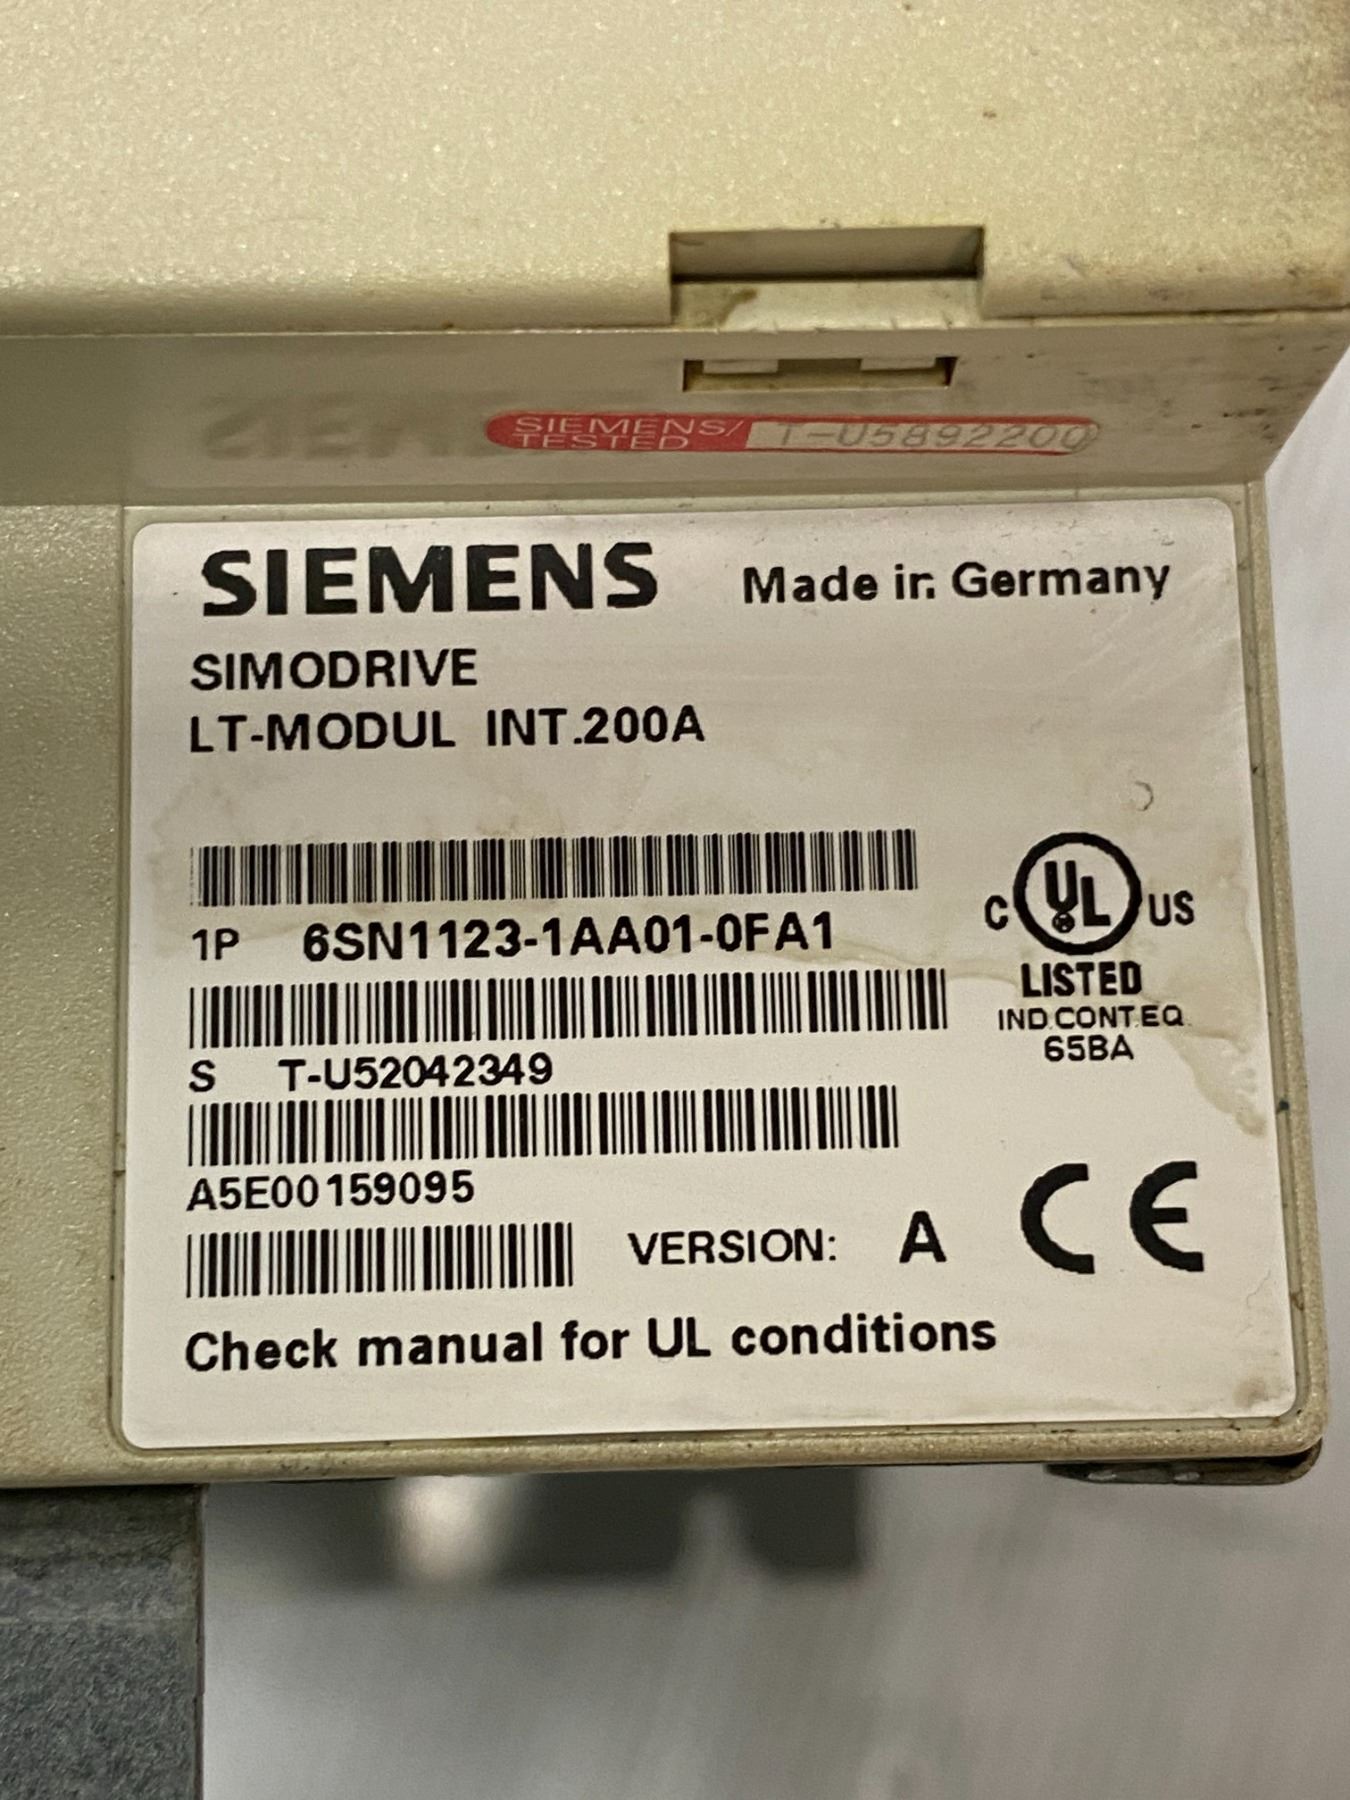 SIEMENS/
TESTED
T-U5892200
SIEMENS
Made in Germany
SIMODRIVE
LT-MODUL INT.200A
1P 6SN1123-1AA01-0FA1
S T-U52042349
A5E00159095
VERSION: A
C UL US
LISTED
IND.CONT.EQ.
65BA
CE
Check manual for UL conditions